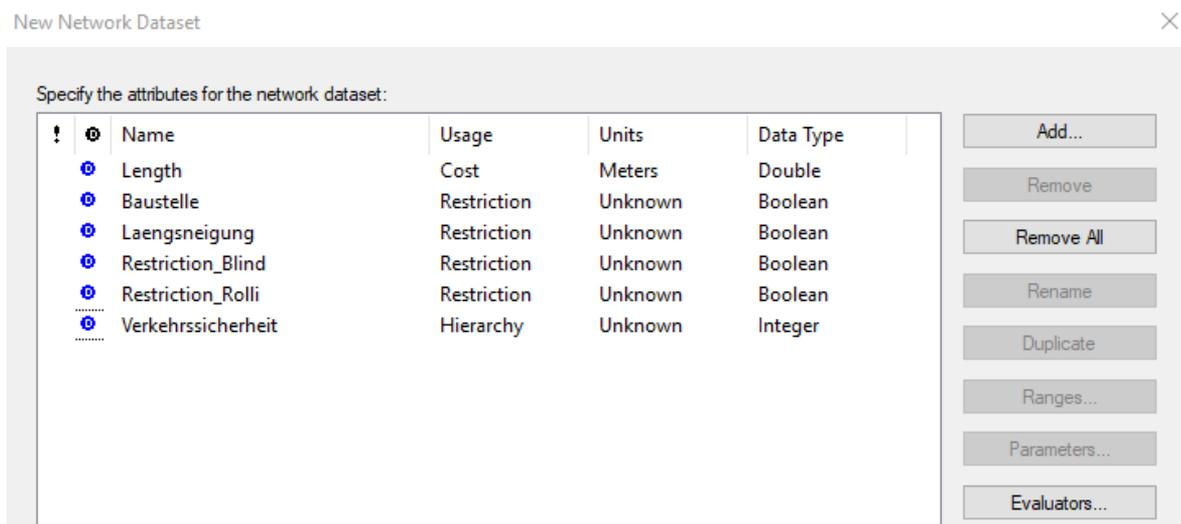 New Network Dataset
Specify the attributes for the network dataset:
! D Name Usage Units Data Type
D Length Cost Meters Double
D Baustelle Restriction Unknown Boolean
D Laengsneigung Restriction Unknown Boolean
D Restriction_Blind Restriction Unknown Boolean
D Restriction_Rolli Restriction Unknown Boolean
D Verkehrssicherheit Hierarchy Unknown Integer
Add...
Remove
Remove All
Rename
Duplicate
Ranges...
Parameters...
Evaluators...